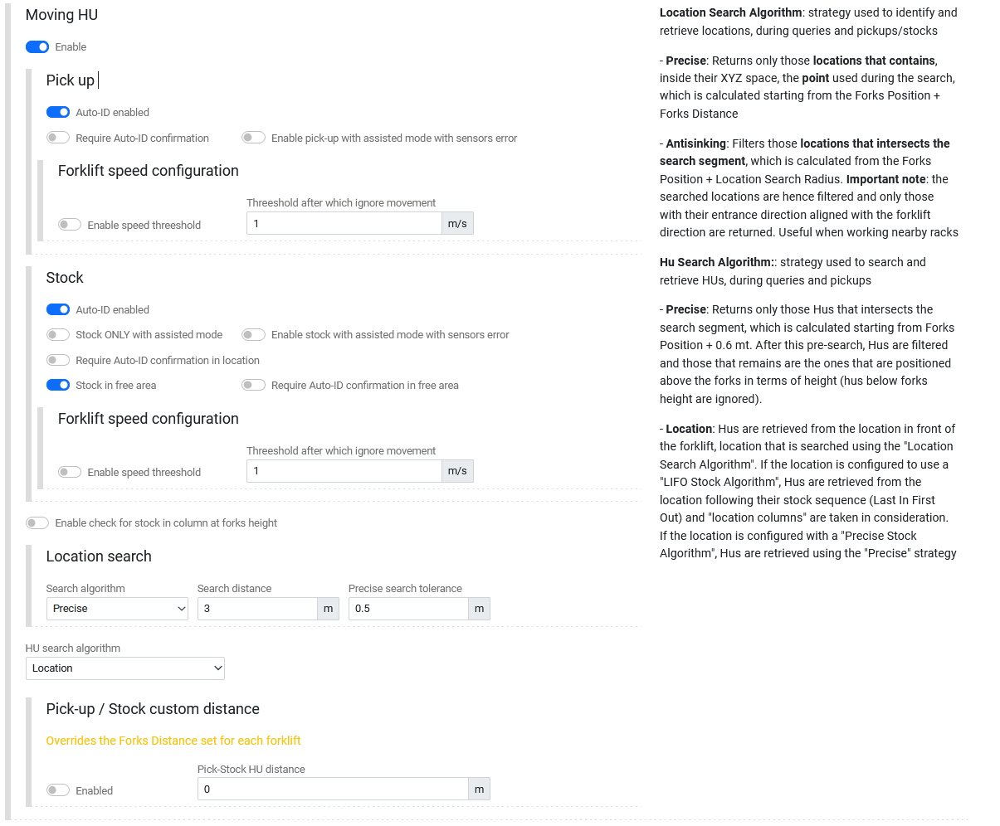 Moving HU
Enable
Pick up
Auto-ID enabled
Require Auto-ID confirmation
Enable pick-up with assisted mode with sensors error
Forklift speed configuration
Threeshold after which ignore movement
Enable speed threeshold
1 m/s
Stock
Auto-ID enabled
Stock ONLY with assisted mode
Enable stock with assisted mode with sensors error
Require Auto-ID confirmation in location
Stock in free area
Require Auto-ID confirmation in free area
Forklift speed configuration
Threeshold after which ignore movement
Enable speed threeshold
1 m/s
Enable check for stock in column at forks height
Location search
Search algorithm
Search distance
Precise search tolerance
Precise
3 m
0.5 m
HU search algorithm
Location
Pick-up / Stock custom distance
Overrides the Forks Distance set for each forklift
Pick-Stock HU distance
Enabled
0 m
Location Search Algorithm: strategy used to identify and
retrieve locations, during queries and pickups/stocks
- Precise: Returns only those locations that contains,
inside their XYZ space, the point used during the search,
which is calculated starting from the Forks Position +
Forks Distance
- Antisinking: Filters those locations that intersects the
search segment, which is calculated from the Forks
Position + Location Search Radius. Important note: the
searched locations are hence filtered and only those
with their entrance direction aligned with the forklift
direction are returned. Useful when working nearby racks
Hu Search Algorithm:: strategy used to search and
retrieve HUs, during queries and pickups
- Precise: Returns only those Hus that intersects the
search segment, which is calculated starting from Forks
Position + 0.6 mt. After this pre-search, Hus are filtered
and those that remains are the ones that are positioned
above the forks in terms of height (hus below forks
height are ignored).
- Location: Hus are retrieved from the location in front of
the forklift, location that is searched using the "Location
Search Algorithm". If the location is configured to use a
"LIFO Stock Algorithm", Hus are retrieved from the
location following their stock sequence (Last In First
Out) and "location columns" are taken in consideration.
If the location is configured with a "Precise Stock
Algorithm", Hus are retrieved using the "Precise" strategy